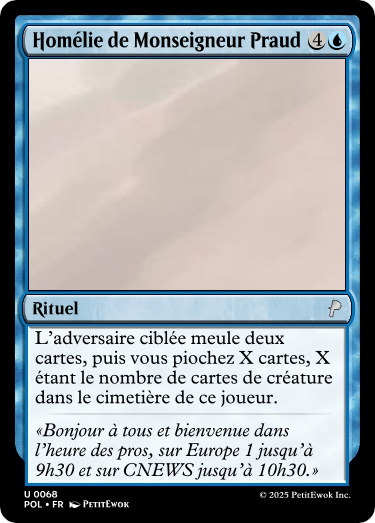 Homélie de Monseigneur Praud 4
Rituel
L'adversaire ciblée meule deux
cartes, puis vous piochez X cartes, X
étant le nombre de cartes de créature
dans le cimetière de ce joueur.
«Bonjour à tous et bienvenue dans
l'heure des pros, sur Europe 1 jusqu'à
9h30 et sur CNEWS jusqu'à 10h30.»
U 0068
POL • FR PetitEwok
© 2025 PetitEwok Inc.